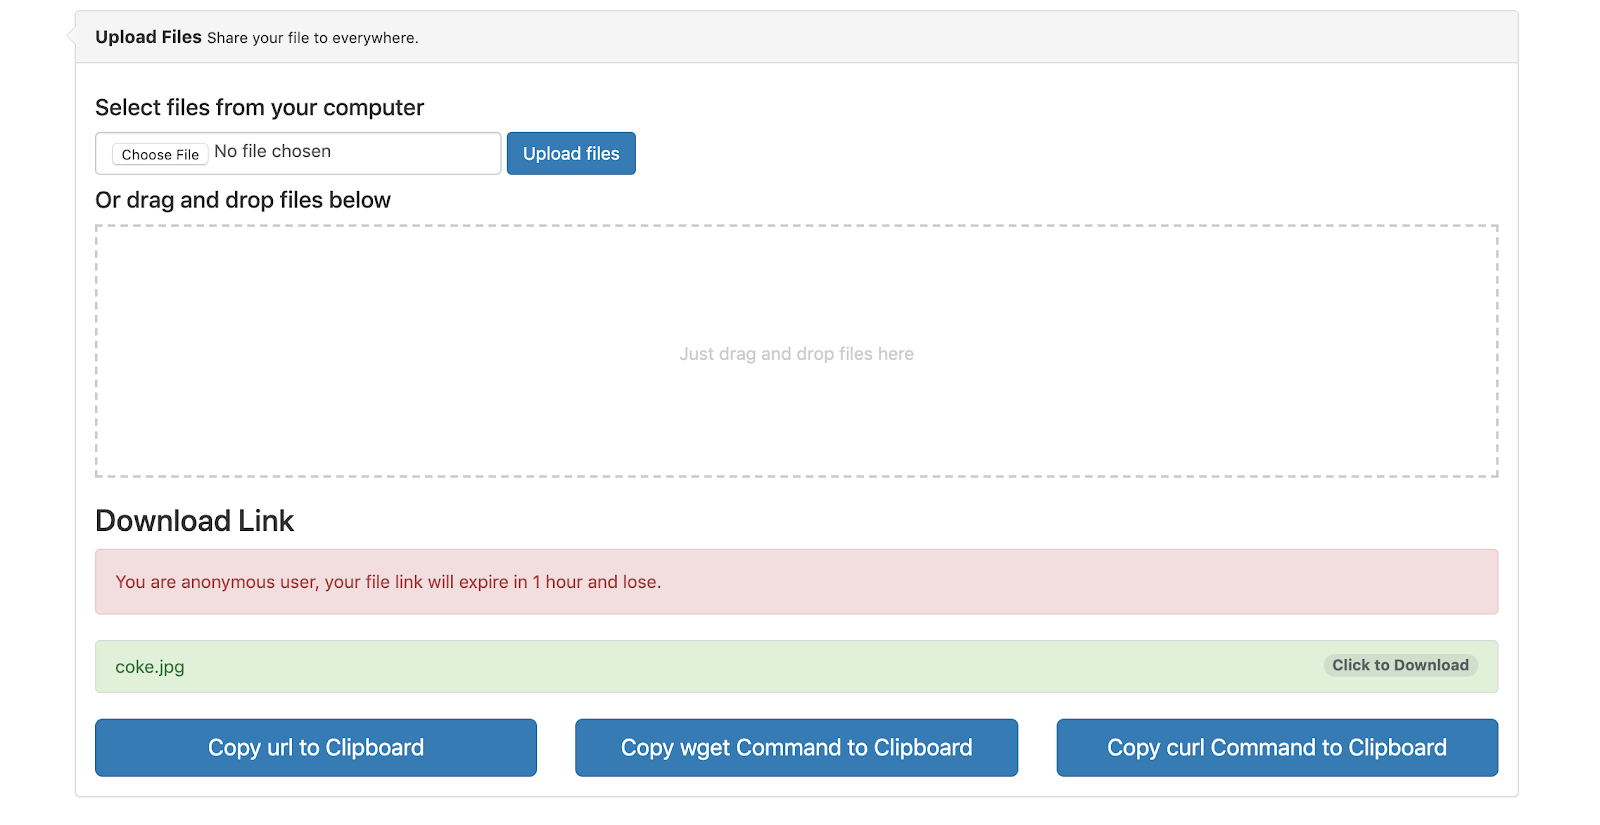 Upload Files Share your file to everywhere.
Select files from your computer
Choose File No file chosen
Upload files
Or drag and drop files below
Just drag and drop files here
Download Link
You are anonymous user, your file link will expire in 1 hour and lose.
coke.jpg
Click to Download
Copy url to Clipboard
Copy wget Command to Clipboard
Copy curl Command to Clipboard